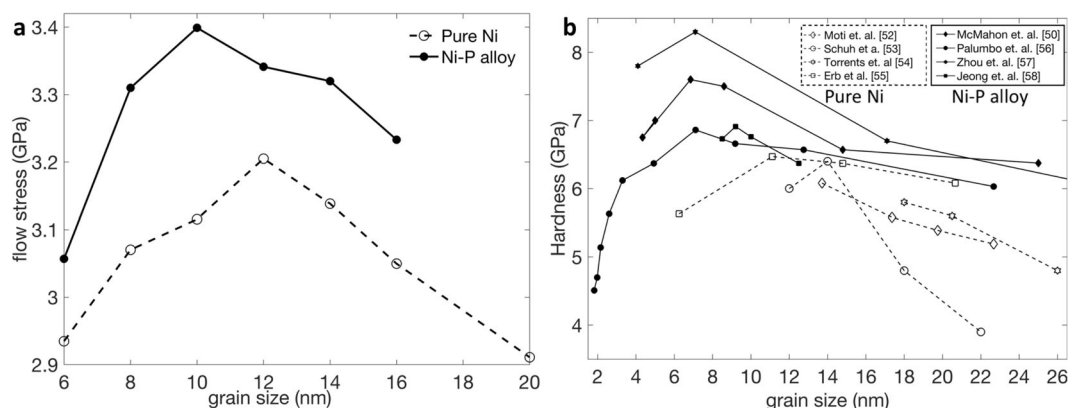 a
Pure Ni
Ni-P alloy
3.4
3.3
3.2
3.1
3
2.9
flow stress (GPa)
6 8 10 12 14 16 18 20
grain size (nm)
b
Moti et. al [52]
Schuh et a. [53]
Torrents et. al [54]
Erb et. al [55]
Pure Ni
McMahon et. al. [50]
Palumbo et. al. [56]
Zhou et. al. [57]
Jeong et. al. [58]
Ni-P alloy
8
7
6
5
4
Hardness (GPa)
2 4 6 8 10 12 14 16 18 20 22 24 26
grain size (nm)